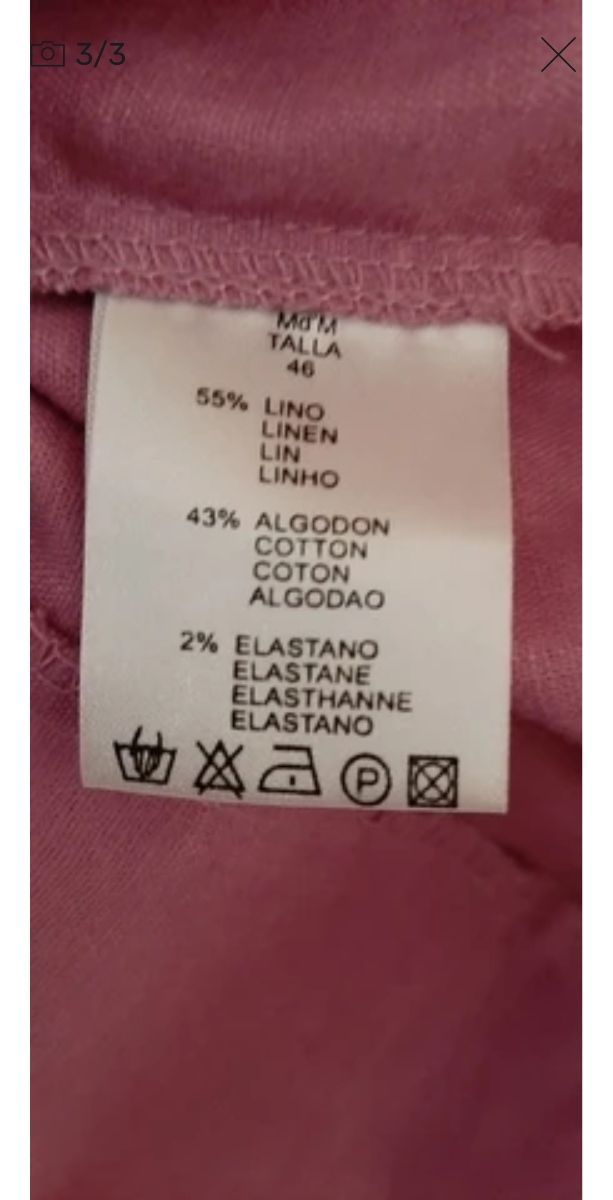 3/3
Md'M
TALLA
46
55% LINO
LINEN
LIN
LINHO
43% ALGODON
COTTON
COTON
ALGODAO
2% ELASTANO
ELASTANE
ELASTHANNE
ELASTANO
P